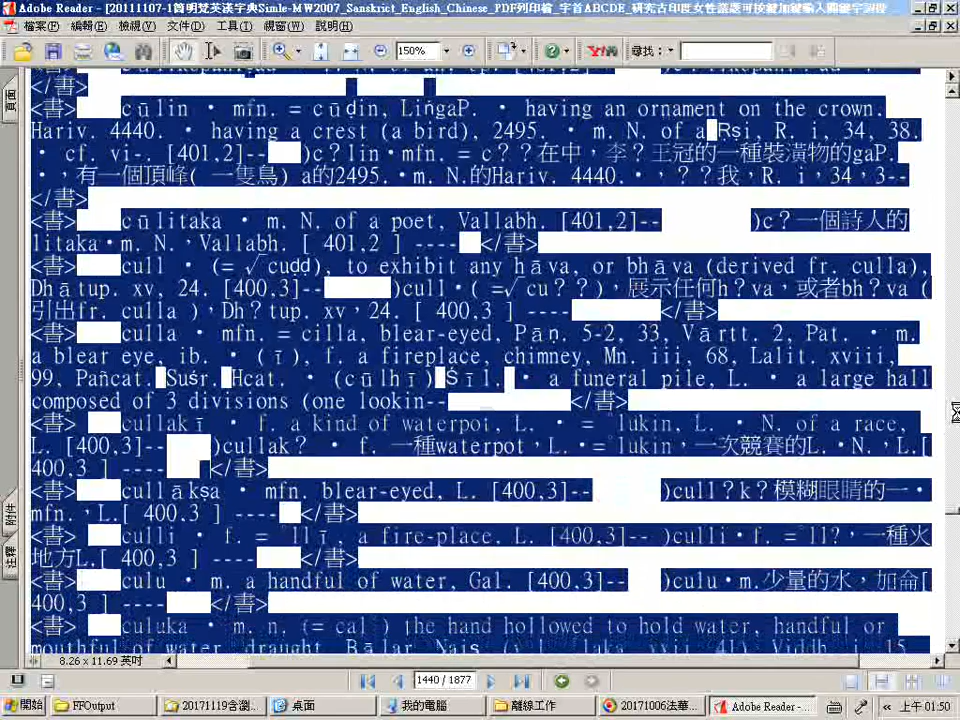 Adobe Reader - [20111107-1簡明梵英漢字典Simle-MW2007_Sanskrict_English_Chinese_PDF列印檔_字首ABCDE_研究古印度女性
檔案(F) 編輯(E) 檢視(V) 文件(D) 工具(T) 視窗(W) 說明(H)
150% 尋找:
</書>
<書> cūlin • mfn. = cūḍin, LiṅgaP. • having an ornament on the crown.
Hariv. 4440. • having a crest (a bird), 2495. • m. N. of a Ṛṣi, R. i, 34, 38.
• cf. vi-. [401,2]-- )c?lin•mfn. = c??在中，李?王冠的一種裝潢物的gaP.
•，有一個頂峰( 一隻鳥) a的2495.•m. N.的Hariv. 4440.•，??我，R. i，34，3--
</書>
<書> cūlitaka • m. N. of a poet, Vallabh. [401,2]-- )c?一個詩人的
litaka•m. N.，Vallabh. [ 401,2 ] ---- </書>
<書> cull • (= √cuḍḍ), to exhibit any hāva, or bhāva (derived fr. culla),
Dhātup. xv, 24. [400,3]-- )cull•( =√cu??)，展示任何h?va，或者bh?va (
引出fr. culla )，Dh?tup. xv，24. [ 400,3 ] ---- </書>
<書> culla • mfn. = cilla, blear-eyed, Pāṇ. 5-2, 33, Vārtt. 2, Pat. • m.
a blear eye, ib. • (ī), f. a fireplace, chimney, Mn. iii, 68, Lalit. xviii,
99, Pañcat. Suśr. Hcat. • (cūlhī) Śīl. • a funeral pile, L. • a large hall
composed of 3 divisions (one lookin-- </書>
<書> cullakī • f. a kind of waterpot, L. • = ˚lukin, L. • N. of a race,
L. [400,3]-- )cullak? • f. 一種waterpot，L.•=˚lukin，一次競賽的L.•N.，L.[
400,3 ] ---- </書>
<書> cullākṣa • mfn. blear-eyed, L. [400,3]-- )cull?k?模糊眼睛的一•
mfn.，L.[ 400.3 ] ---- </書>
<書> culli • f. = ˚llī, a fire-place. L. [400,3]-- )culli•f. =˚ll?，一種火
地方L.[ 400,3 ] ---- </書>
<書> culu • m. a handful of water, Gal. [400,3]-- )culu•m.少量的水，加侖[
400,3 ] ---- </書>
<書> culuka • m. n. (= cal˚) the hand hollowed to hold water, handful or
mouthful of water, draught, Bālar. Naiṣ.
頁面
附件
注釋
8.26 x 11.69 英吋
1440 / 1877
開始 FFOutput 20171119含瀏... 桌面 我的電腦 離線工作 20171006法華... Adobe Reader - [... 上午 01:50